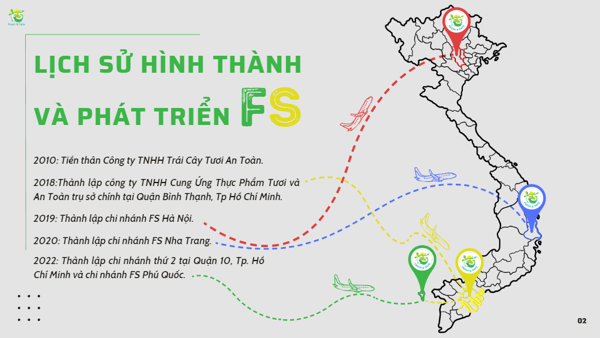 LỊCH SỬ HÌNH THÀNH
VÀ PHÁT TRIỂN FS
2010: Tiền thân Công ty TNHH Trái Cây Tươi An Toàn.
2018:Thành lập công ty TNHH Cung Ứng Thực Phẩm Tươi và
An Toàn trụ sở chính tại Quận Bình Thạnh, Tp Hồ Chí Minh.
2019: Thành lập chi nhánh FS Hà Nội.
2020: Thành lập chi nhánh FS Nha Trang.
2022: Thành lập chi nhánh thứ 2 tại Quận 10, Tp. Hồ
Chí Minh và chi nhánh FS Phú Quốc.
02